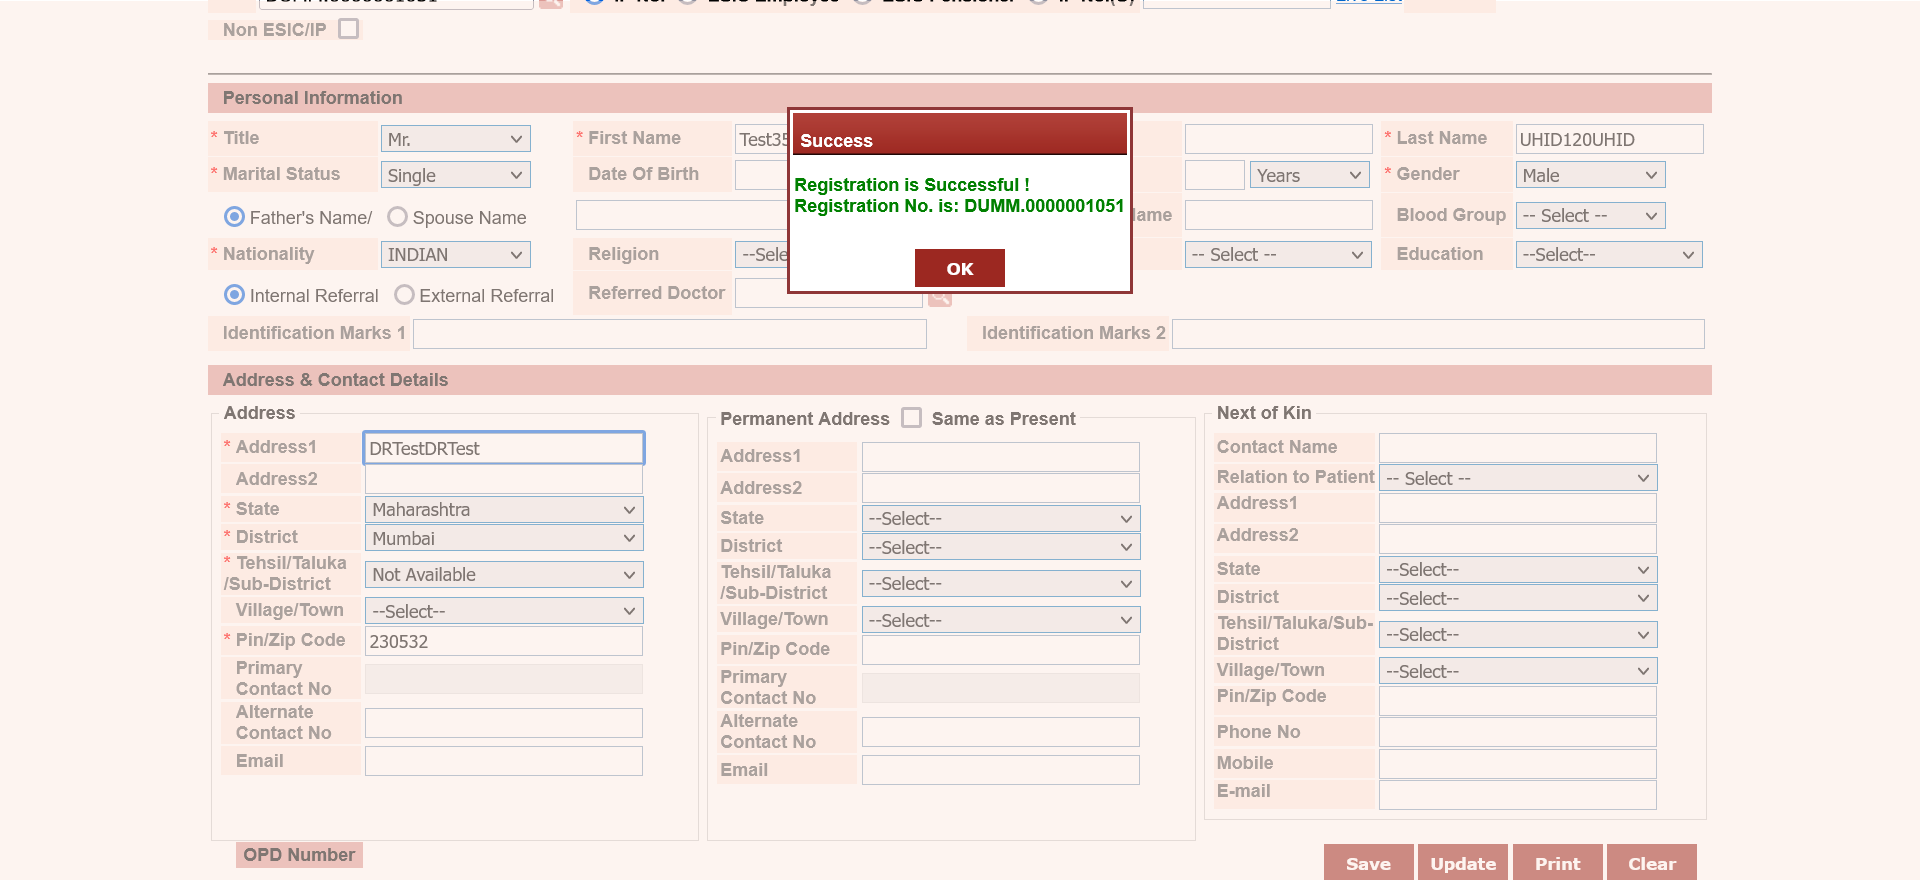 Non ESIC/IP
Personal Information
* Title Mr. * First Name Test35 * Last Name UHID120UHID
* Marital Status Single Date Of Birth Years * Gender Male
Father's Name/ Spouse Name Blood Group -- Select --
* Nationality INDIAN Religion -- Select -- Education --Select--
Internal Referral External Referral Referred Doctor
Identification Marks 1 Identification Marks 2
Success
Registration is Successful !
Registration No. is: DUMM.0000001051
OK
Address & Contact Details
Address
* Address1 DRTestDRTest
Address2
* State Maharashtra
* District Mumbai
* Tehsil/Taluka
/Sub-District Not Available
Village/Town --Select--
* Pin/Zip Code 230532
Primary
Contact No
Alternate
Contact No
Email
Permanent Address Same as Present
Address1
Address2
State --Select--
District --Select--
Tehsil/Taluka
/Sub-District --Select--
Village/Town --Select--
Pin/Zip Code
Primary
Contact No
Alternate
Contact No
Email
Next of Kin
Contact Name
Relation to Patient -- Select --
Address1
Address2
State --Select--
District --Select--
Tehsil/Taluka/Sub-
District --Select--
Village/Town --Select--
Pin/Zip Code
Phone No
Mobile
E-mail
OPD Number
Save Update Print Clear